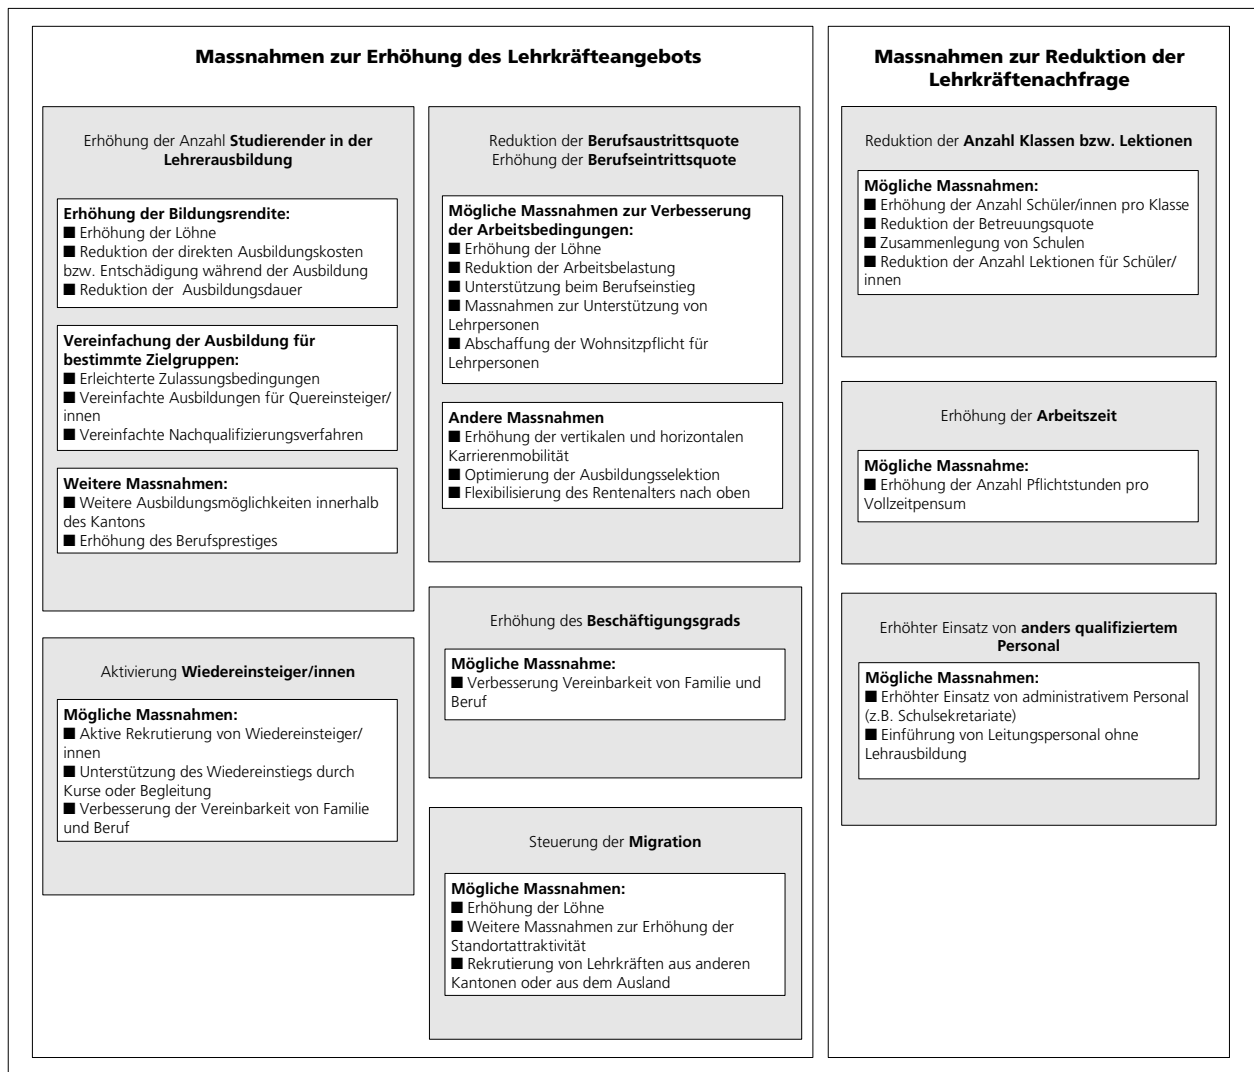 Massnahmen zur Erhöhung des Lehrkräfteangebots
Erhöhung der Anzahl Studierender in der
Lehrerausbildung
Erhöhung der Bildungsrendite:
■ Erhöhung der Löhne
■ Reduktion der direkten Ausbildungskosten
bzw. Entschädigung während der Ausbildung
■ Reduktion der Ausbildungsdauer
Vereinfachung der Ausbildung für
bestimmte Zielgruppen:
■ Erleichterte Zulassungsbedingungen
■ Vereinfachte Ausbildungen für Quereinsteiger/
innen
■ Vereinfachte Nachqualifizierungsverfahren
Weitere Massnahmen:
■ Weitere Ausbildungsmöglichkeiten innerhalb
des Kantons
■ Erhöhung des Berufsprestiges
Aktivierung Wiedereinsteiger/innen
Mögliche Massnahmen:
■ Aktive Rekrutierung von Wiedereinsteiger/
innen
■ Unterstützung des Wiedereinstiegs durch
Kurse oder Begleitung
■ Verbesserung der Vereinbarkeit von Familie
und Beruf
Reduktion der Berufsaustrittsquote
Erhöhung der Berufseintrittsquote
Mögliche Massnahmen zur Verbesserung
der Arbeitsbedingungen:
■ Erhöhung der Löhne
■ Reduktion der Arbeitsbelastung
■ Unterstützung beim Berufseinstieg
■ Massnahmen zur Unterstützung von
Lehrpersonen
■ Abschaffung der Wohnsitzpflicht für
Lehrpersonen
Andere Massnahmen
■ Erhöhung der vertikalen und horizontalen
Karrierenmobilität
■ Optimierung der Ausbildungsselektion
■ Flexibilisierung des Rentenalters nach oben
Erhöhung des Beschäftigungsgrads
Mögliche Massnahme:
■ Verbesserung Vereinbarkeit von Familie und
Beruf
Steuerung der Migration
Mögliche Massnahmen:
■ Erhöhung der Löhne
■ Weitere Massnahmen zur Erhöhung der
Standortattraktivität
■ Rekrutierung von Lehrkräften aus anderen
Kantonen oder aus dem Ausland
Massnahmen zur Reduktion der
Lehrkräftenachfrage
Reduktion der Anzahl Klassen bzw. Lektionen
Mögliche Massnahmen:
■ Erhöhung der Anzahl Schüler/innen pro Klasse
■ Reduktion der Betreuungsquote
■ Zusammenlegung von Schulen
■ Reduktion der Anzahl Lektionen für Schüler/
innen
Erhöhung der Arbeitszeit
Mögliche Massnahme:
■ Erhöhung der Anzahl Pflichtstunden pro
Vollzeitpensum
Erhöhter Einsatz von anders qualifiziertem
Personal
Mögliche Massnahmen:
■ Erhöhter Einsatz von administrativem Personal
(z.B. Schulsekretariate)
■ Einführung von Leitungspersonal ohne
Lehrausbildung